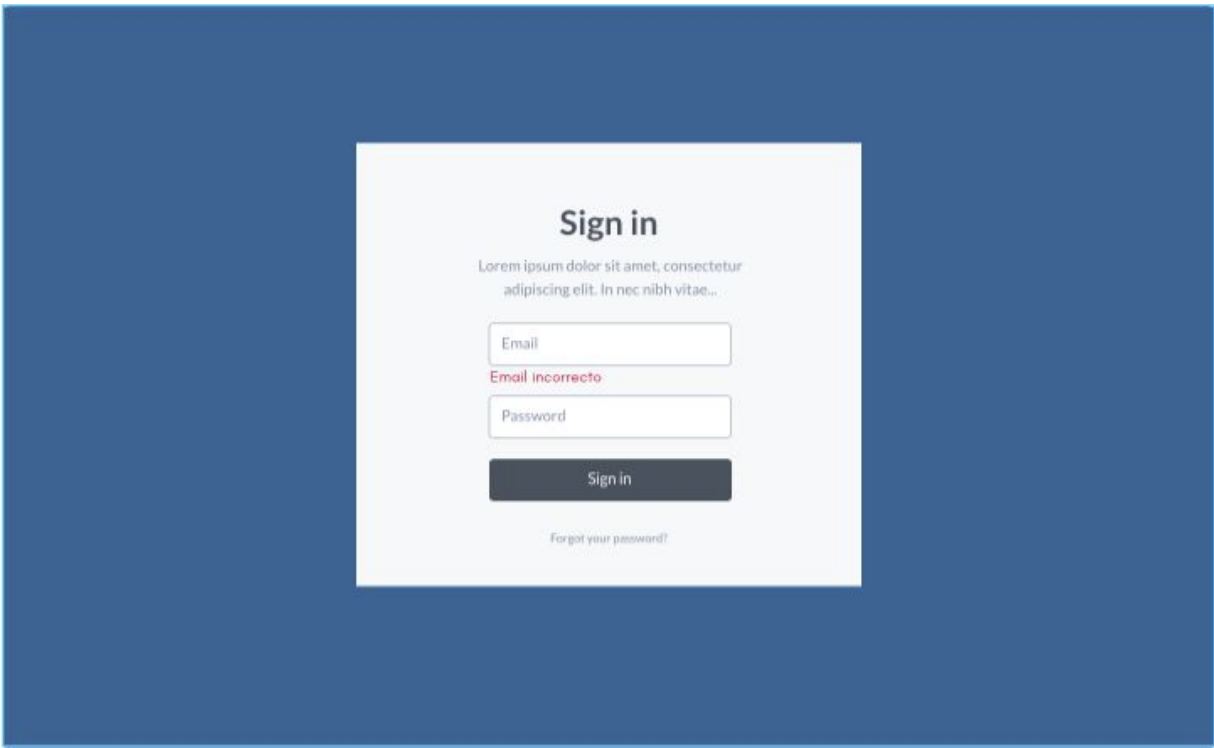 Sign in
Lorem ipsum dolor sit amet, consectetur
adipiscing elit. In nec nibh vitae...
Email
Email incorrecto
Password
Sign in
Forgot your password?